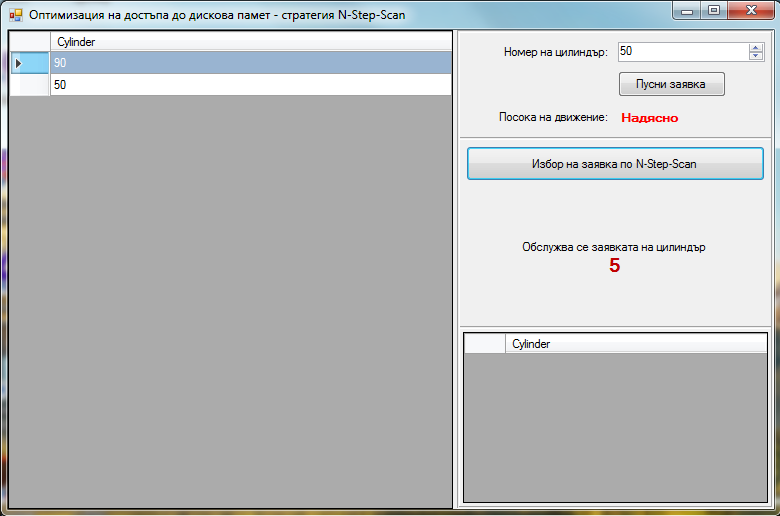 Оптимизация на достъпа до дискова памет - стратегия N-Step-Scan
Cylinder
90
50
Номер на цилиндър: 50
Пусни заявка
Посока на движение: Надясно
Избор на заявка по N-Step-Scan
Обслужва се заявката на цилиндър
5
Cylinder